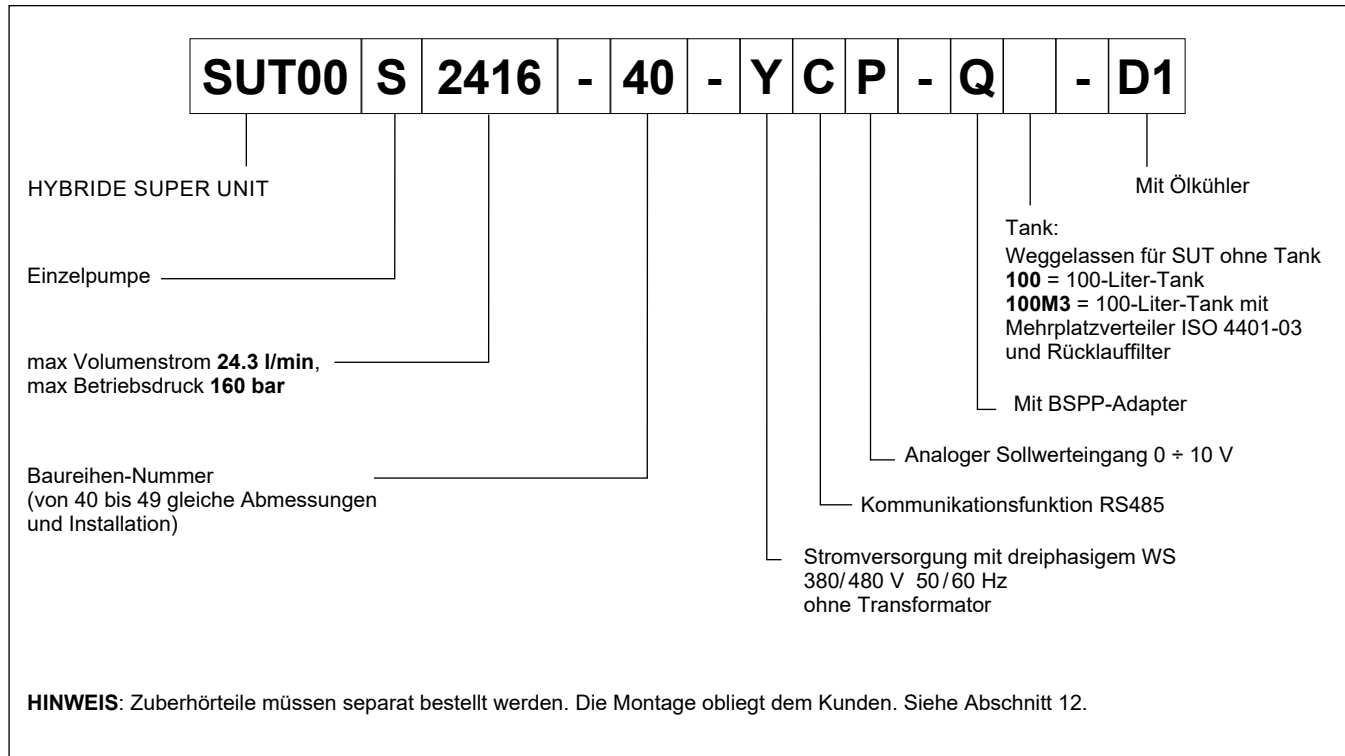 SUT00 S 2416 - 40 - Y C P - Q - D1
HYBRIDE SUPER UNIT
Mit Ölkühler
Tank:
Weggelassen für SUT ohne Tank
100 = 100-Liter-Tank
100M3 = 100-Liter-Tank mit
Mehrplatzverteiler ISO 4401-03
und Rücklauffilter
Einzelpumpe
max Volumenstrom 24.3 l/min,
max Betriebsdruck 160 bar
Mit BSPP-Adapter
Analoger Sollwerteingang 0 ÷ 10 V
Baureihen-Nummer
(von 40 bis 49 gleiche Abmessungen
und Installation)
Kommunikationsfunktion RS485
Stromversorgung mit dreiphasigem WS
380/480 V 50/60 Hz
ohne Transformator
HINWEIS: Zuberhörteile müssen separat bestellt werden. Die Montage obliegt dem Kunden. Siehe Abschnitt 12.